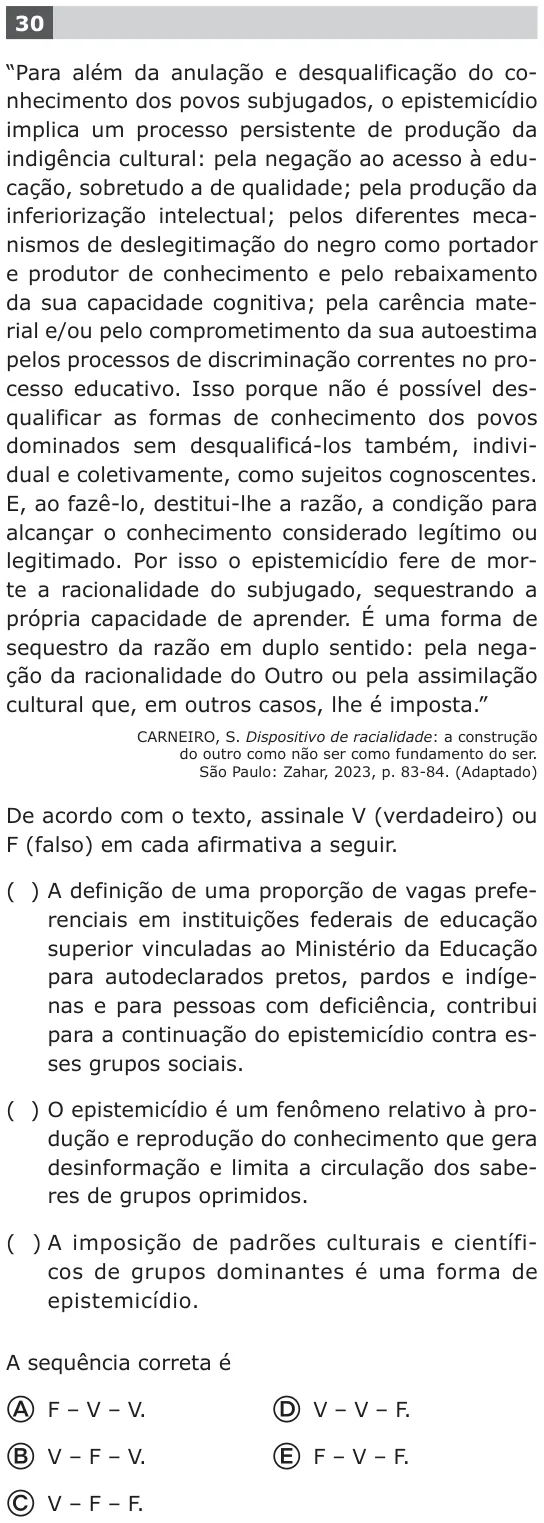 30
“Para além da anulação e desqualificação do co-
nhecimento dos povos subjugados, o epistemicídio
implica um processo persistente de produção da
indigência cultural: pela negação ao acesso à edu-
cação, sobretudo a de qualidade; pela produção da
inferiorização intelectual; pelos diferentes meca-
nismos de deslegitimação do negro como portador
e produtor de conhecimento e pelo rebaixamento
da sua capacidade cognitiva; pela carência mate-
rial e/ou pelo comprometimento da sua autoestima
pelos processos de discriminação correntes no pro-
cesso educativo. Isso porque não é possível des-
qualificar as formas de conhecimento dos povos
dominados sem desqualificá-los também, indivi-
dual e coletivamente, como sujeitos cognoscentes.
E, ao fazê-lo, destitui-lhe a razão, a condição para
alcançar o conhecimento considerado legítimo ou
legitimado. Por isso o epistemicídio fere de mor-
te a racionalidade do subjugado, sequestrando a
própria capacidade de aprender. É uma forma de
sequestro da razão em duplo sentido: pela nega-
ção da racionalidade do Outro ou pela assimilação
cultural que, em outros casos, lhe é imposta.”
CARNEIRO, S. Dispositivo de racialidade: a construção
do outro como não ser como fundamento do ser.
São Paulo: Zahar, 2023, p. 83-84. (Adaptado)
De acordo com o texto, assinale V (verdadeiro) ou
F (falso) em cada afirmativa a seguir.
( ) A definição de uma proporção de vagas prefe-
renciais em instituições federais de educação
superior vinculadas ao Ministério da Educação
para autodeclarados pretos, pardos e indíge-
nas e para pessoas com deficiência, contribui
para a continuação do epistemicídio contra es-
ses grupos sociais.
( ) O epistemicídio é um fenômeno relativo à pro-
dução e reprodução do conhecimento que gera
desinformação e limita a circulação dos sabe-
res de grupos oprimidos.
( ) A imposição de padrões culturais e científi-
cos de grupos dominantes é uma forma de
epistemicídio.
A sequência correta é
A F – V – V.
B V – F – V.
C V – F – F.
D V – V – F.
E F – V – F.